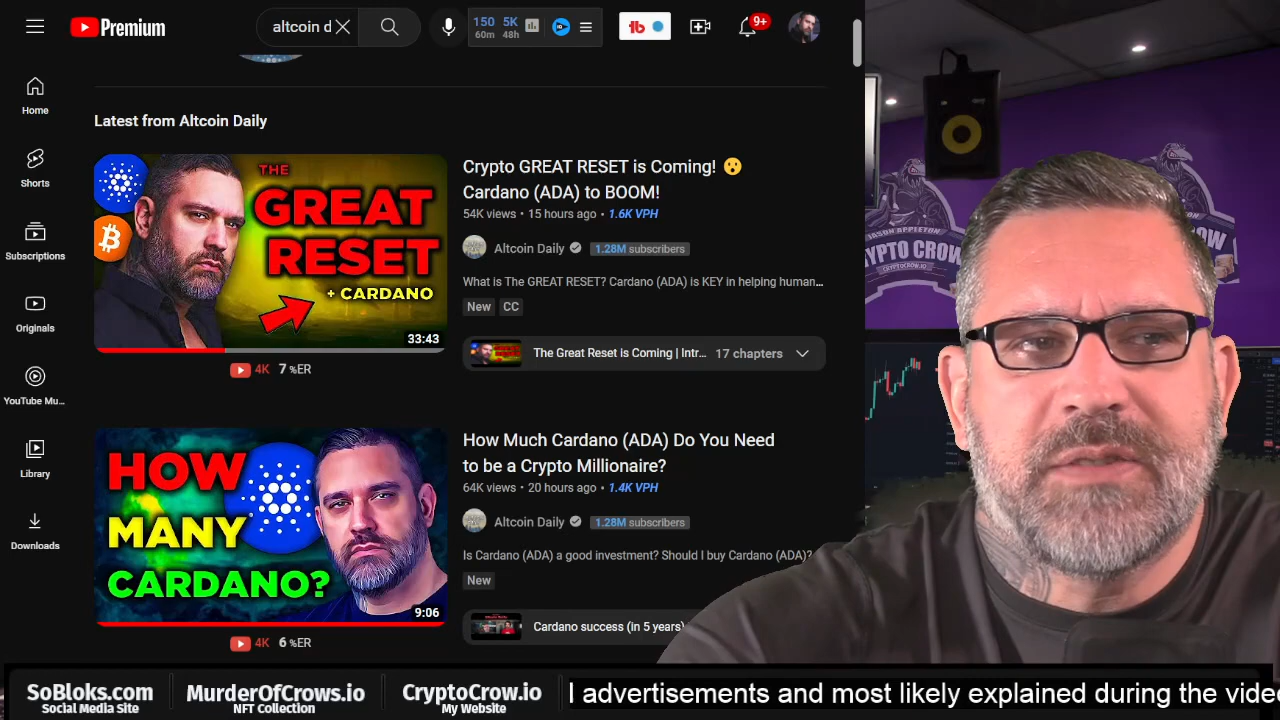 Premium
altcoin d
150 5K
60m 48h
9+
Home
Shorts
Subscriptions
Originals
YouTube Mu...
Library
Downloads
Latest from Altcoin Daily
THE
GREAT
RESET
+ CARDANO
33:43
4K 7 %ER
Crypto GREAT RESET is Coming! 😮
Cardano (ADA) to BOOM!
54K views • 15 hours ago • 1.6K VPH
Altcoin Daily 1.28M subscribers
What is The GREAT RESET? Cardano (ADA) is KEY in helping human...
New CC
The Great Reset is Coming | Intr... 17 chapters
HOW
MANY
CARDANO?
9:06
4K 6 %ER
How Much Cardano (ADA) Do You Need
to be a Crypto Millionaire?
64K views • 20 hours ago • 1.4K VPH
Altcoin Daily 1.28M subscribers
Is Cardano (ADA) a good investment? Should I buy Cardano (ADA)?
New
Cardano success (in 5 years)
JASON APPLETON
CRYPTO CROW
CRYPTOCROW.IO
SoBloks.com
Social Media Site
MurderOfCrows.io
NFT Collection
CryptoCrow.io
My Website
l advertisements and most likely explained during the vide